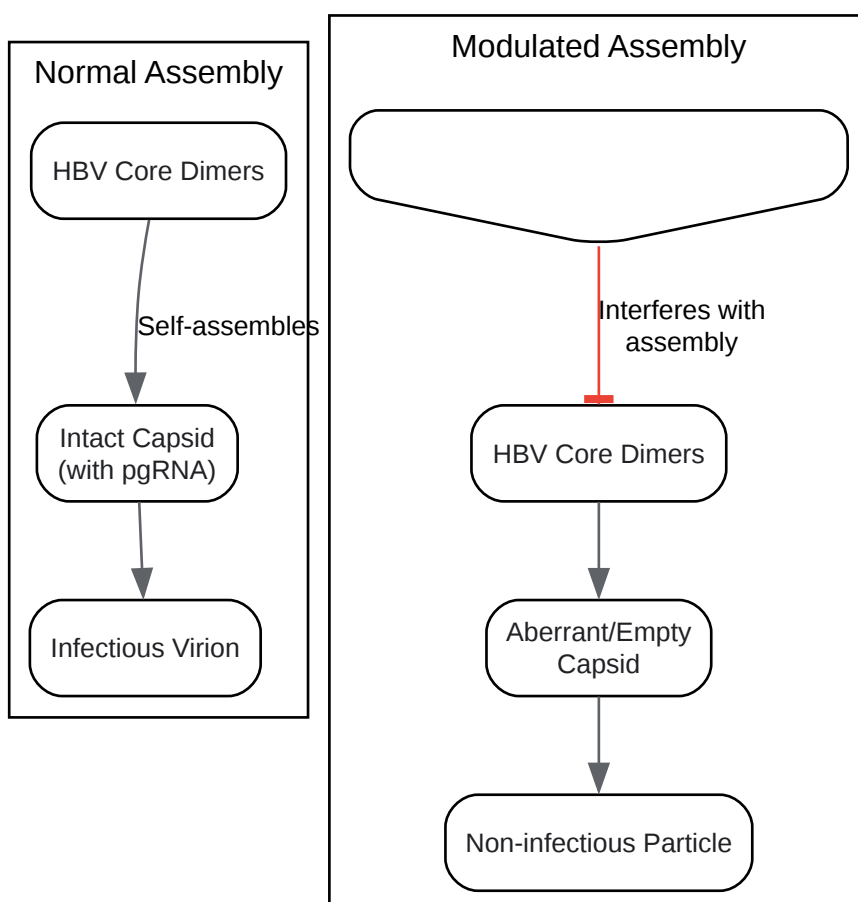 Normal Assembly
HBV Core Dimers
Self-assembles
Intact Capsid
(with pgRNA)
Infectious Virion
Modulated Assembly
Interferes with
assembly
HBV Core Dimers
Aberrant/Empty
Capsid
Non-infectious Particle